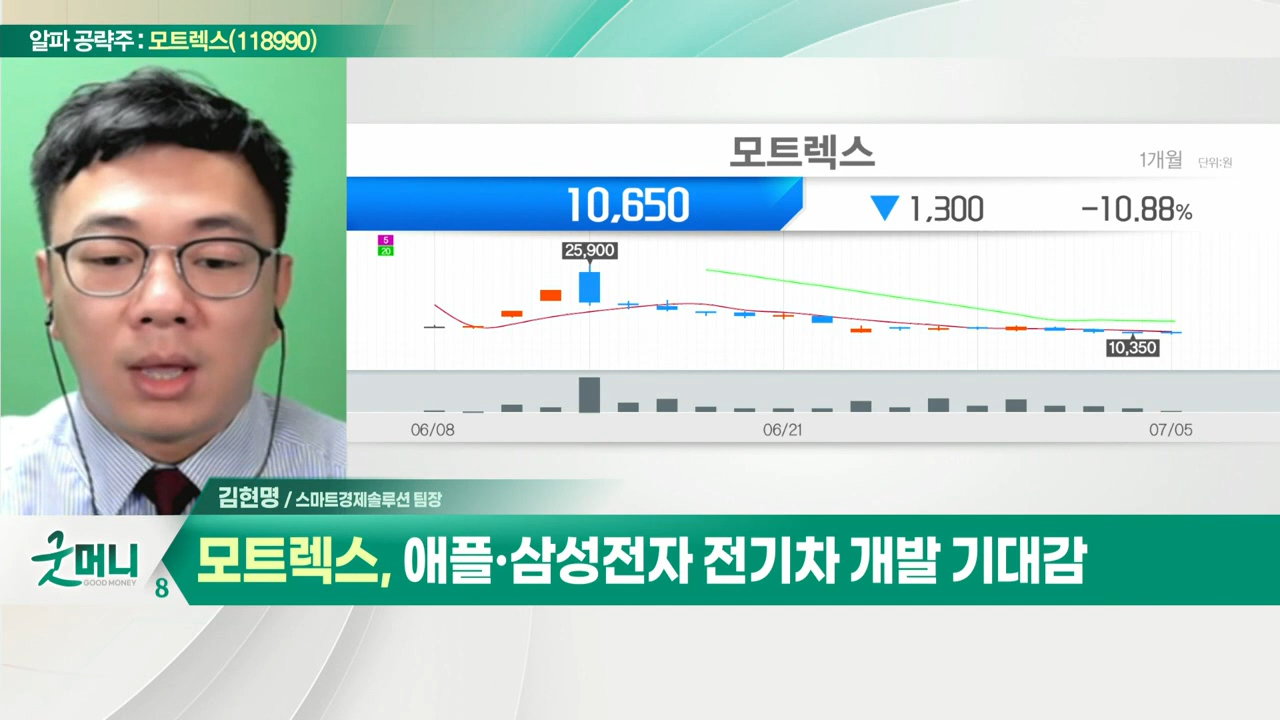 알파 공략주 : 모트렉스(118990)
모트렉스
1개월 단위:원
10,650 ▼ 1,300 -10.88%
5
20
25,900
10,350
06/08 06/21 07/05
김현명 / 스마트경제솔루션 팀장
굿머니
GOOD MONEY
8
모트렉스, 애플·삼성전자 전기차 개발 기대감